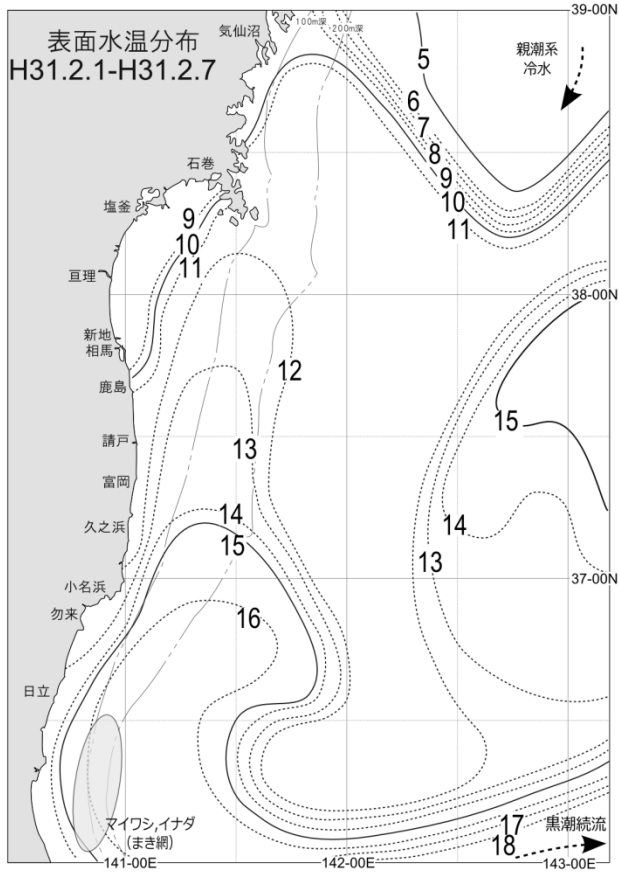 39-00N
表面水温分布
H31.2.1-H31.2.7
気仙沼
100m深
200m深
5
親潮系
冷水
6
7
8
9
10
11
石巻
塩釜
9
10
11
亘理
38-00N
新地
相馬
鹿島
12
15
請戸
13
富岡
14
14
久之浜
15
13
小名浜
37-00N
勿来
16
日立
マイワシ,イナダ
(まき網)
17
18
黒潮続流
141-00E
142-00E
143-00E